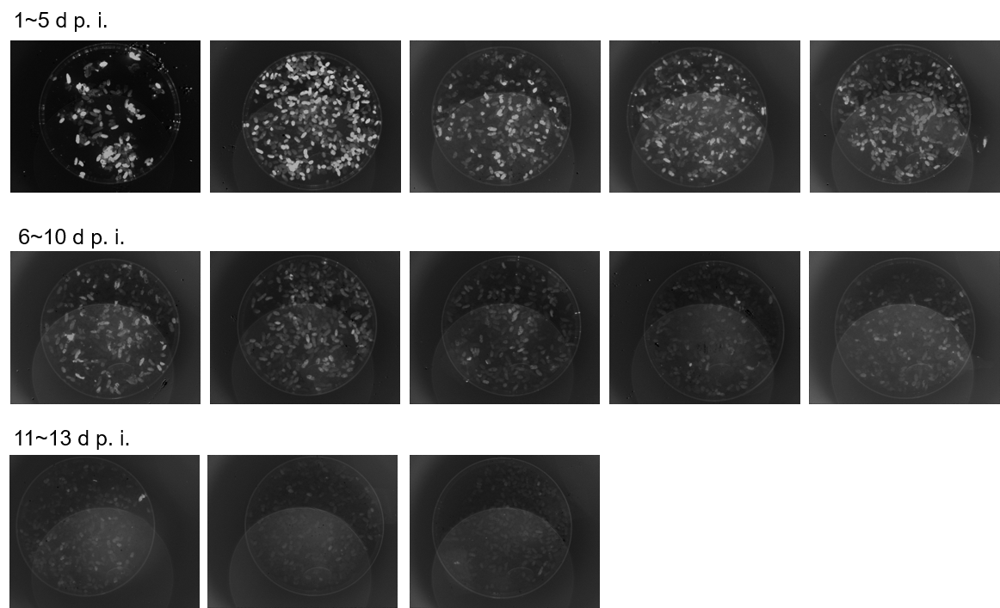 1~5 d p. i.
6~10 d p. i.
11~13 d p. i.